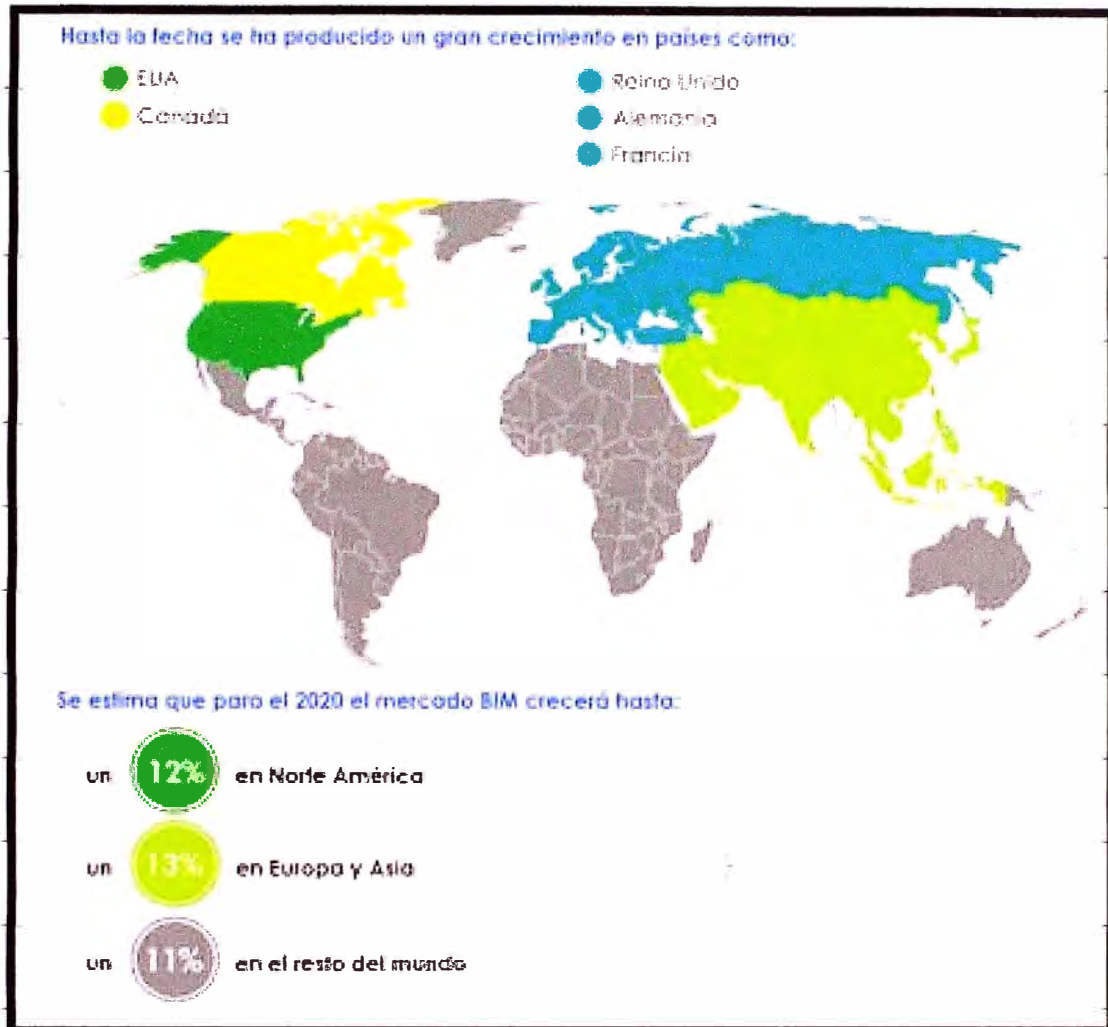 Hasta la fecha se ha producido un gran crecimiento en países como:
EUA
Canadá
Reino Unido
Alemania
Francia
Se estima que para el 2020 el mercado BIM crecerá hasta:
un 12% en Norte América
un 13% en Europa y Asia
un 11% en el resto del mundo